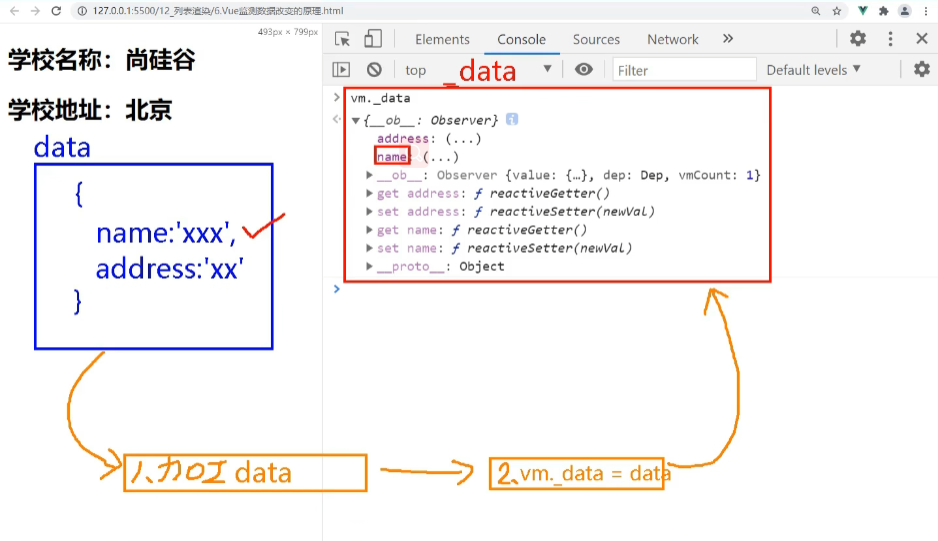 127.0.0.1:5500/12_列表渲染/6.Vue监测数据改变的原理.html
493px × 799px
学校名称：尚硅谷
学校地址：北京
data
{
name:'xxx',
address:'xx'
}
1、加工 data
2、vm._data = data
Elements Console Sources Network »
top _data Filter Default levels ▼
> vm._data
{__ob__: Observer} i
address: (...)
name: (...)
__ob__: Observer {value: {…}, dep: Dep, vmCount: 1}
get address: ƒ reactiveGetter()
set address: ƒ reactiveSetter(newVal)
get name: ƒ reactiveGetter()
set name: ƒ reactiveSetter(newVal)
__proto__: Object
>